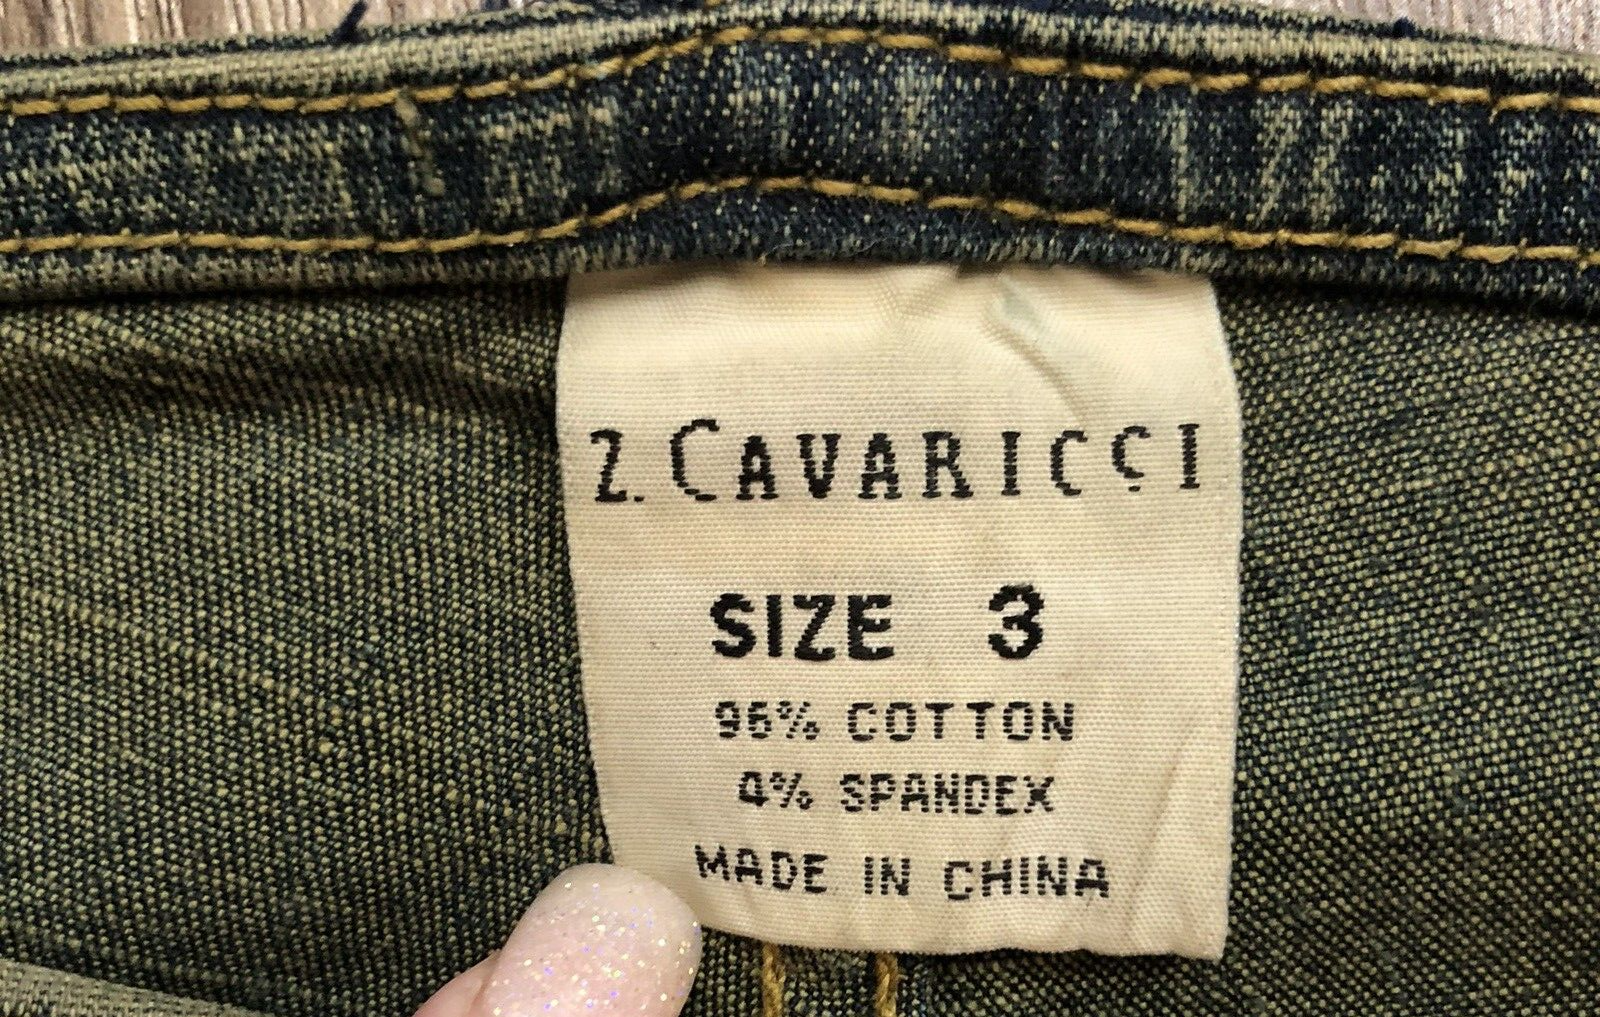 Z. CAVARICCI
SIZE 3
96% COTTON
4% SPANDEX
MADE IN CHINA